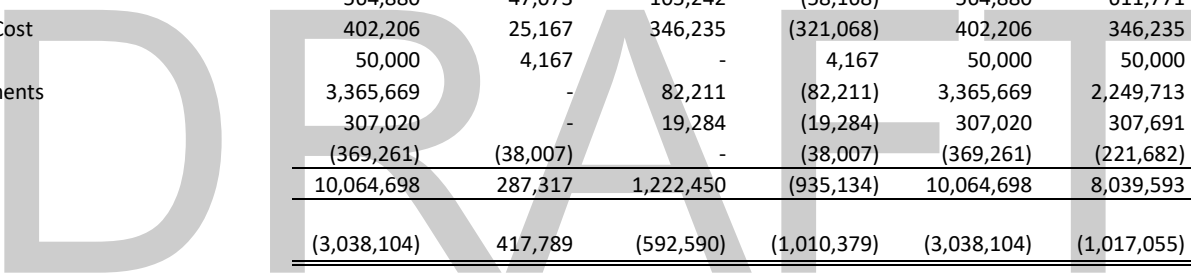 Cost 402,206 25,167 346,235 (321,068) 402,206 346,235
50,000 4,167 - 4,167 50,000 50,000
3,365,669 - 82,211 (82,211) 3,365,669 2,249,713
307,020 - 19,284 (19,284) 307,020 307,691
(369,261) (38,007) - (38,007) (369,261) (221,682)
10,064,698 287,317 1,222,450 (935,134) 10,064,698 8,039,593
(3,038,104) 417,789 (592,590) (1,010,379) (3,038,104) (1,017,055)
DRAFT